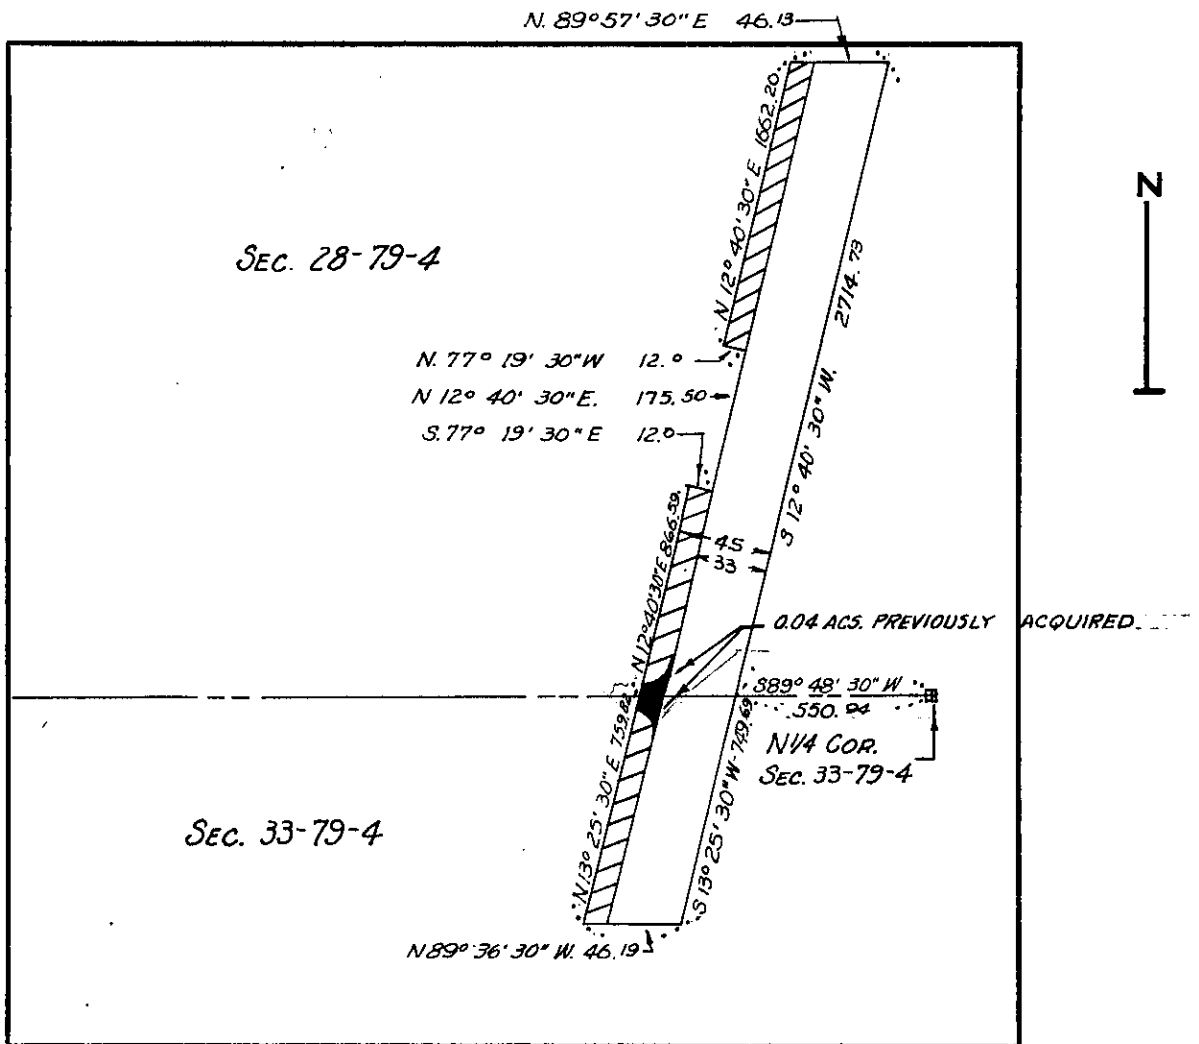 N. 89° 57' 30" E 46.13
N 12° 40' 30" E 1662.20
N
SEC. 28-79-4
S 12° 40' 30" W. 2714.73
N. 77° 19' 30" W 12.0
N 12° 40' 30" E. 175.50
S. 77° 19' 30" E 12.0
N 12° 40' 30" E 866.59
45
33
0.04 ACS. PREVIOUSLY ACQUIRED
S89° 48' 30" W
550.94
N1/4 COR.
SEC. 33-79-4
N 13° 25' 30" E 759.82
S 13° 25' 30" W 749.69
SEC. 33-79-4
N 89° 36' 30" W. 46.19